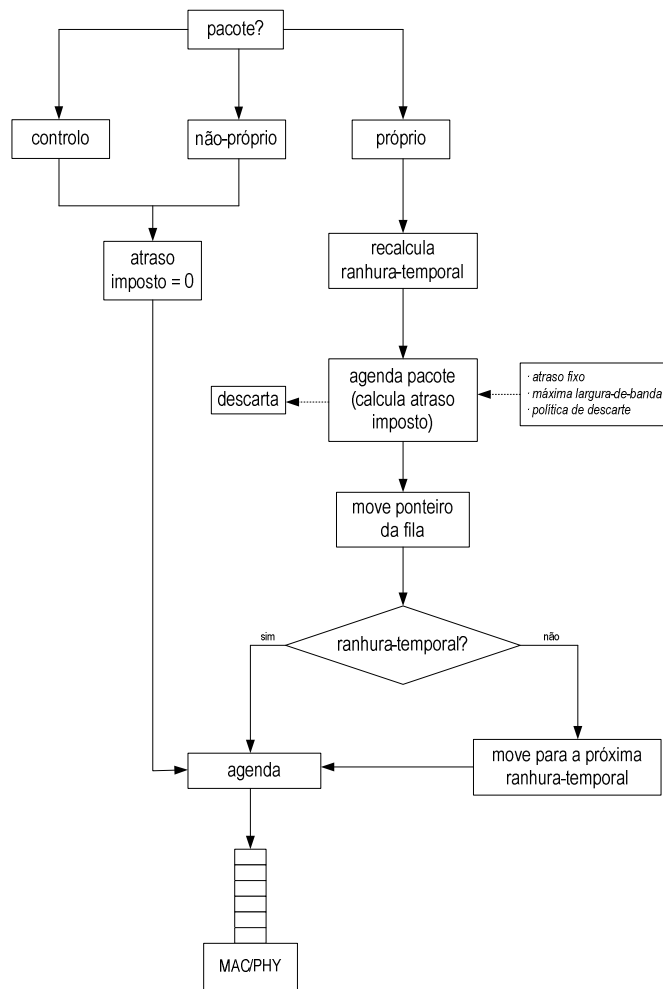 pacote?
controlo
não-próprio
próprio
atraso
imposto = 0
recalcula
ranhura-temporal
descarta
agenda pacote
(calcula atraso
imposto)
· atraso fixo
· máxima largura-de-banda
· política de descarte
move ponteiro
da fila
sim
ranhura-temporal?
não
agenda
move para a próxima
ranhura-temporal
MAC/PHY